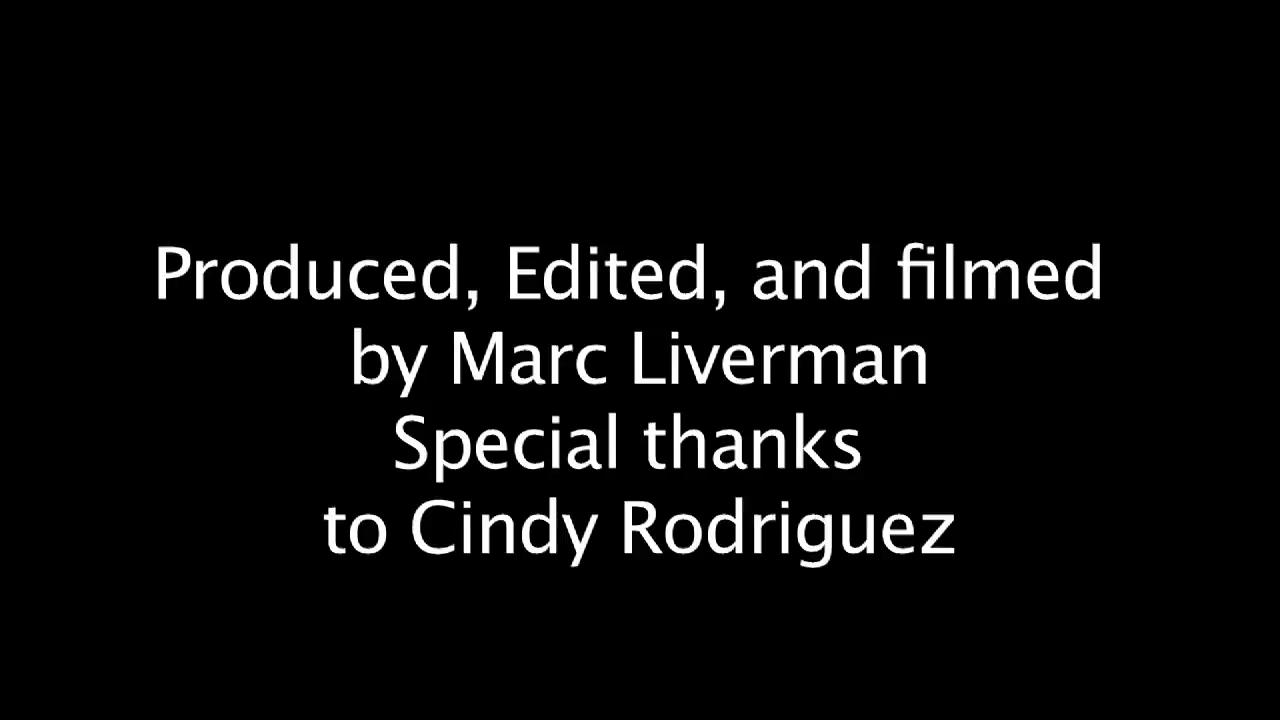 Produced, Edited, and filmed
by Marc Liverman
Special thanks
to Cindy Rodriguez